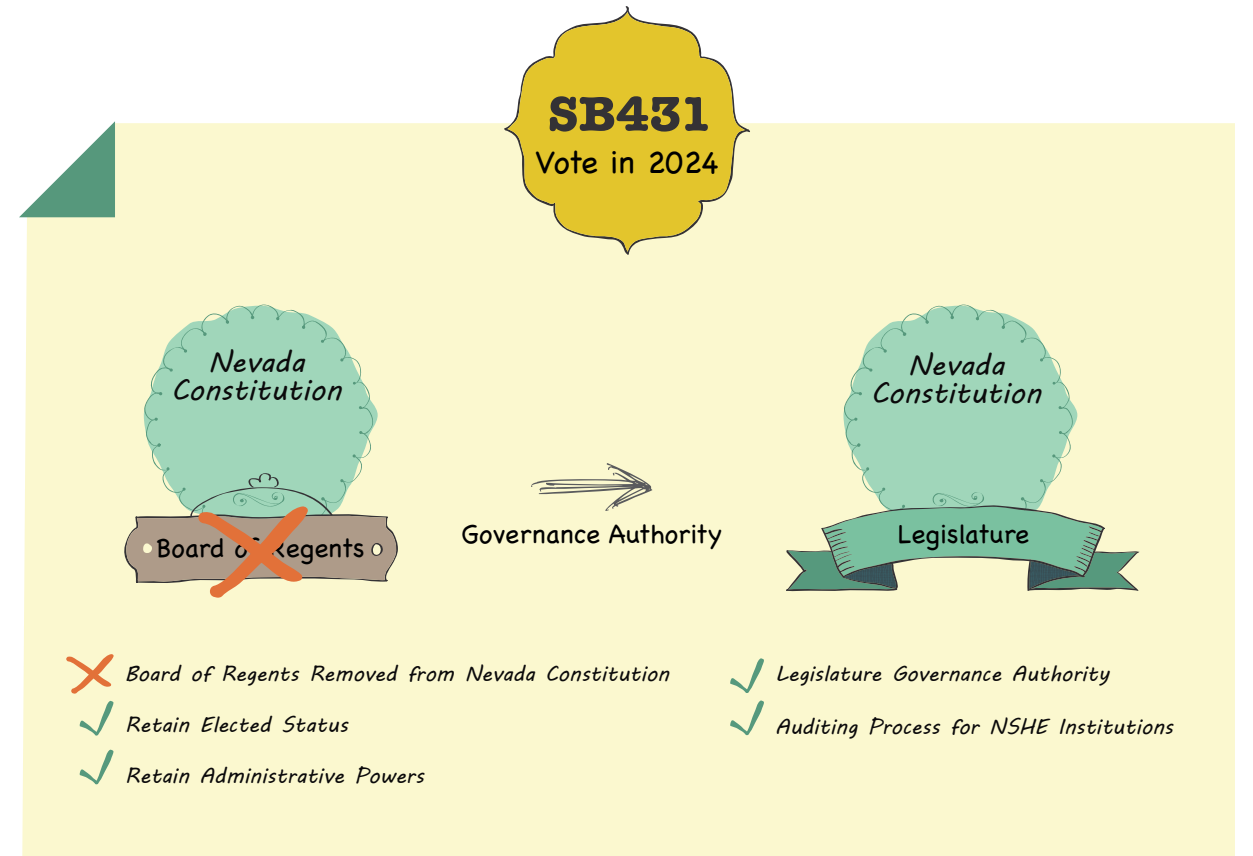 SB431
Vote in 2024
Nevada
Constitution
Board of Regents
Governance Authority
Nevada
Constitution
Legislature
Board of Regents Removed from Nevada Constitution
Retain Elected Status
Retain Administrative Powers
Legislature Governance Authority
Auditing Process for NSHE Institutions